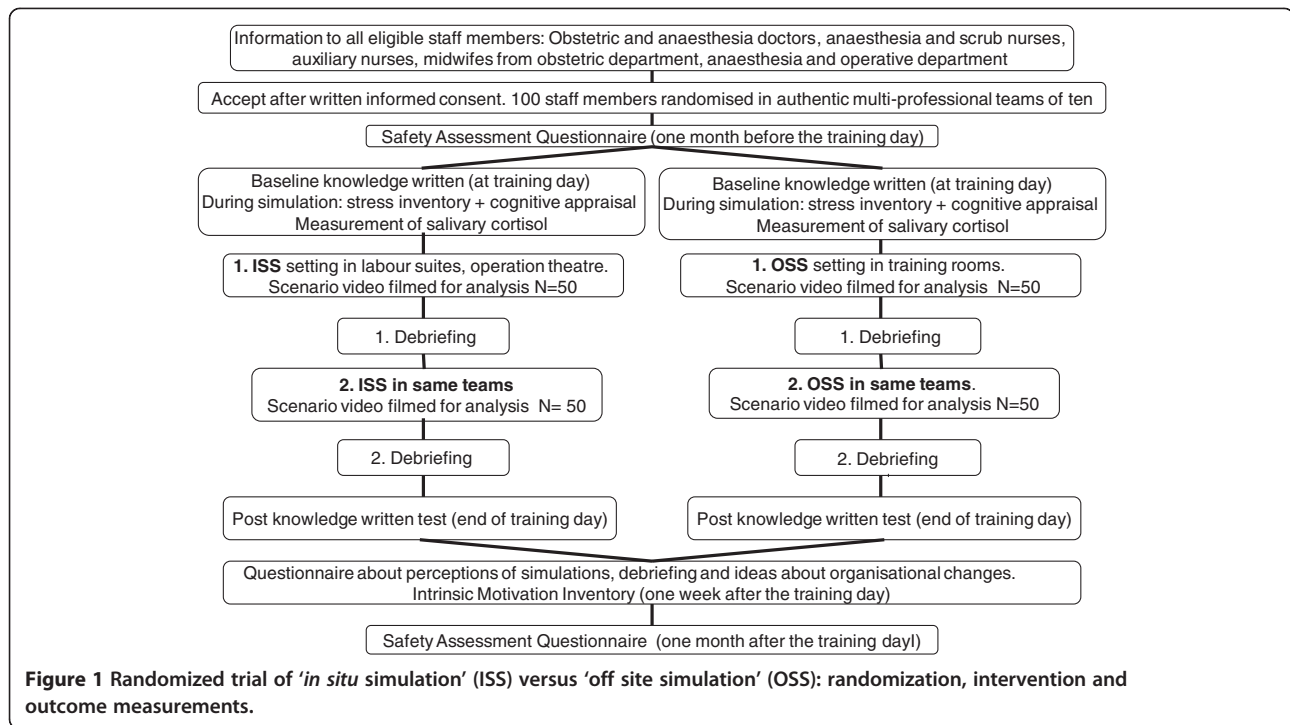 Information to all eligible staff members: Obstetric and anaesthesia doctors, anaesthesia and scrub nurses,
auxiliary nurses, midwifes from obstetric department, anaesthesia and operative department
Accept after written informed consent. 100 staff members randomised in authentic multi-professional teams of ten
Safety Assessment Questionnaire (one month before the training day)
Baseline knowledge written (at training day)
During simulation: stress inventory + cognitive appraisal
Measurement of salivary cortisol
Baseline knowledge written (at training day)
During simulation: stress inventory + cognitive appraisal
Measurement of salivary cortisol
1. ISS setting in labour suites, operation theatre.
Scenario video filmed for analysis N=50
1. OSS setting in training rooms.
Scenario video filmed for analysis N=50
1. Debriefing
1. Debriefing
2. ISS in same teams
Scenario video filmed for analysis N= 50
2. OSS in same teams.
Scenario video filmed for analysis N=50
2. Debriefing
2. Debriefing
Post knowledge written test (end of training day)
Post knowledge written test (end of training day)
Questionnaire about perceptions of simulations, debriefing and ideas about organisational changes.
Intrinsic Motivation Inventory (one week after the training day)
Safety Assessment Questionnaire (one month after the training dayl)
Figure 1 Randomized trial of ‘in situ simulation’ (ISS) versus ‘off site simulation’ (OSS): randomization, intervention and
outcome measurements.